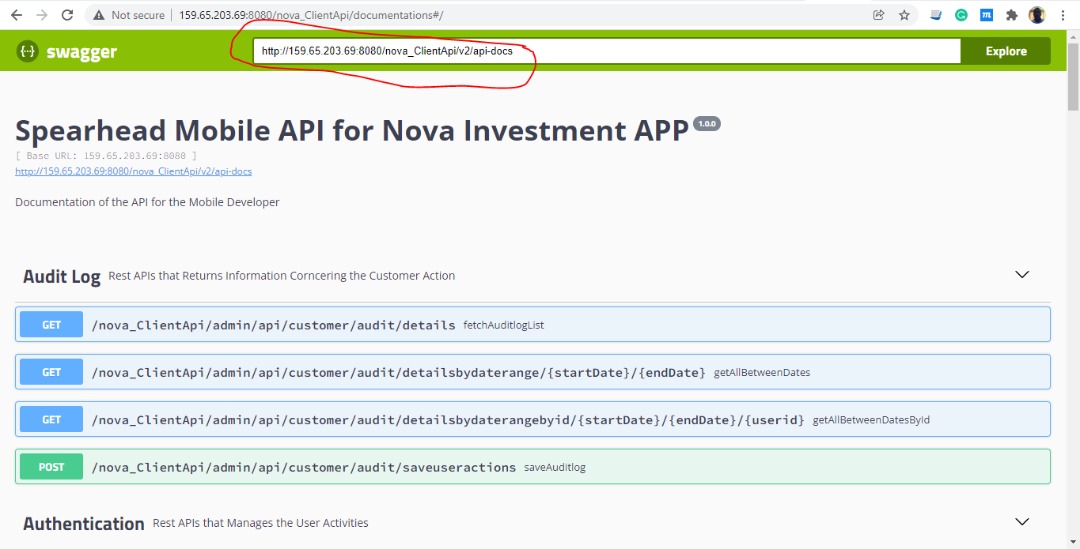 Not secure | 159.65.203.69:8080/nova_ClientApi/documentations#/
swagger http://159.65.203.69:8080/nova_ClientApi/v2/api-docs Explore
Spearhead Mobile API for Nova Investment APP 1.0.0
[ Base URL: 159.65.203.69:8080 ]
http://159.65.203.69:8080/nova_ClientApi/v2/api-docs
Documentation of the API for the Mobile Developer
Audit Log Rest APIs that Returns Information Corncering the Customer Action
GET /nova_ClientApi/admin/api/customer/audit/details fetchAuditlogList
GET /nova_ClientApi/admin/api/customer/audit/detailsbydaterange/{startDate}/{endDate} getAllBetweenDates
GET /nova_ClientApi/admin/api/customer/audit/detailsbydaterangebyid/{startDate}/{endDate}/{userid} getAllBetweenDatesById
POST /nova_ClientApi/admin/api/customer/audit/saveuseractions saveAuditlog
Authentication Rest APIs that Manages the User Activities